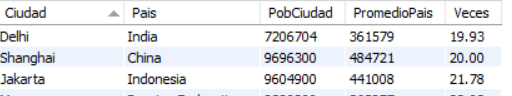 Ciudad Pais PobCiudad PromedioPais Veces
Delhi India 7206704 361579 19.93
Shanghai China 9696300 484721 20.00
Jakarta Indonesia 9604900 441008 21.78